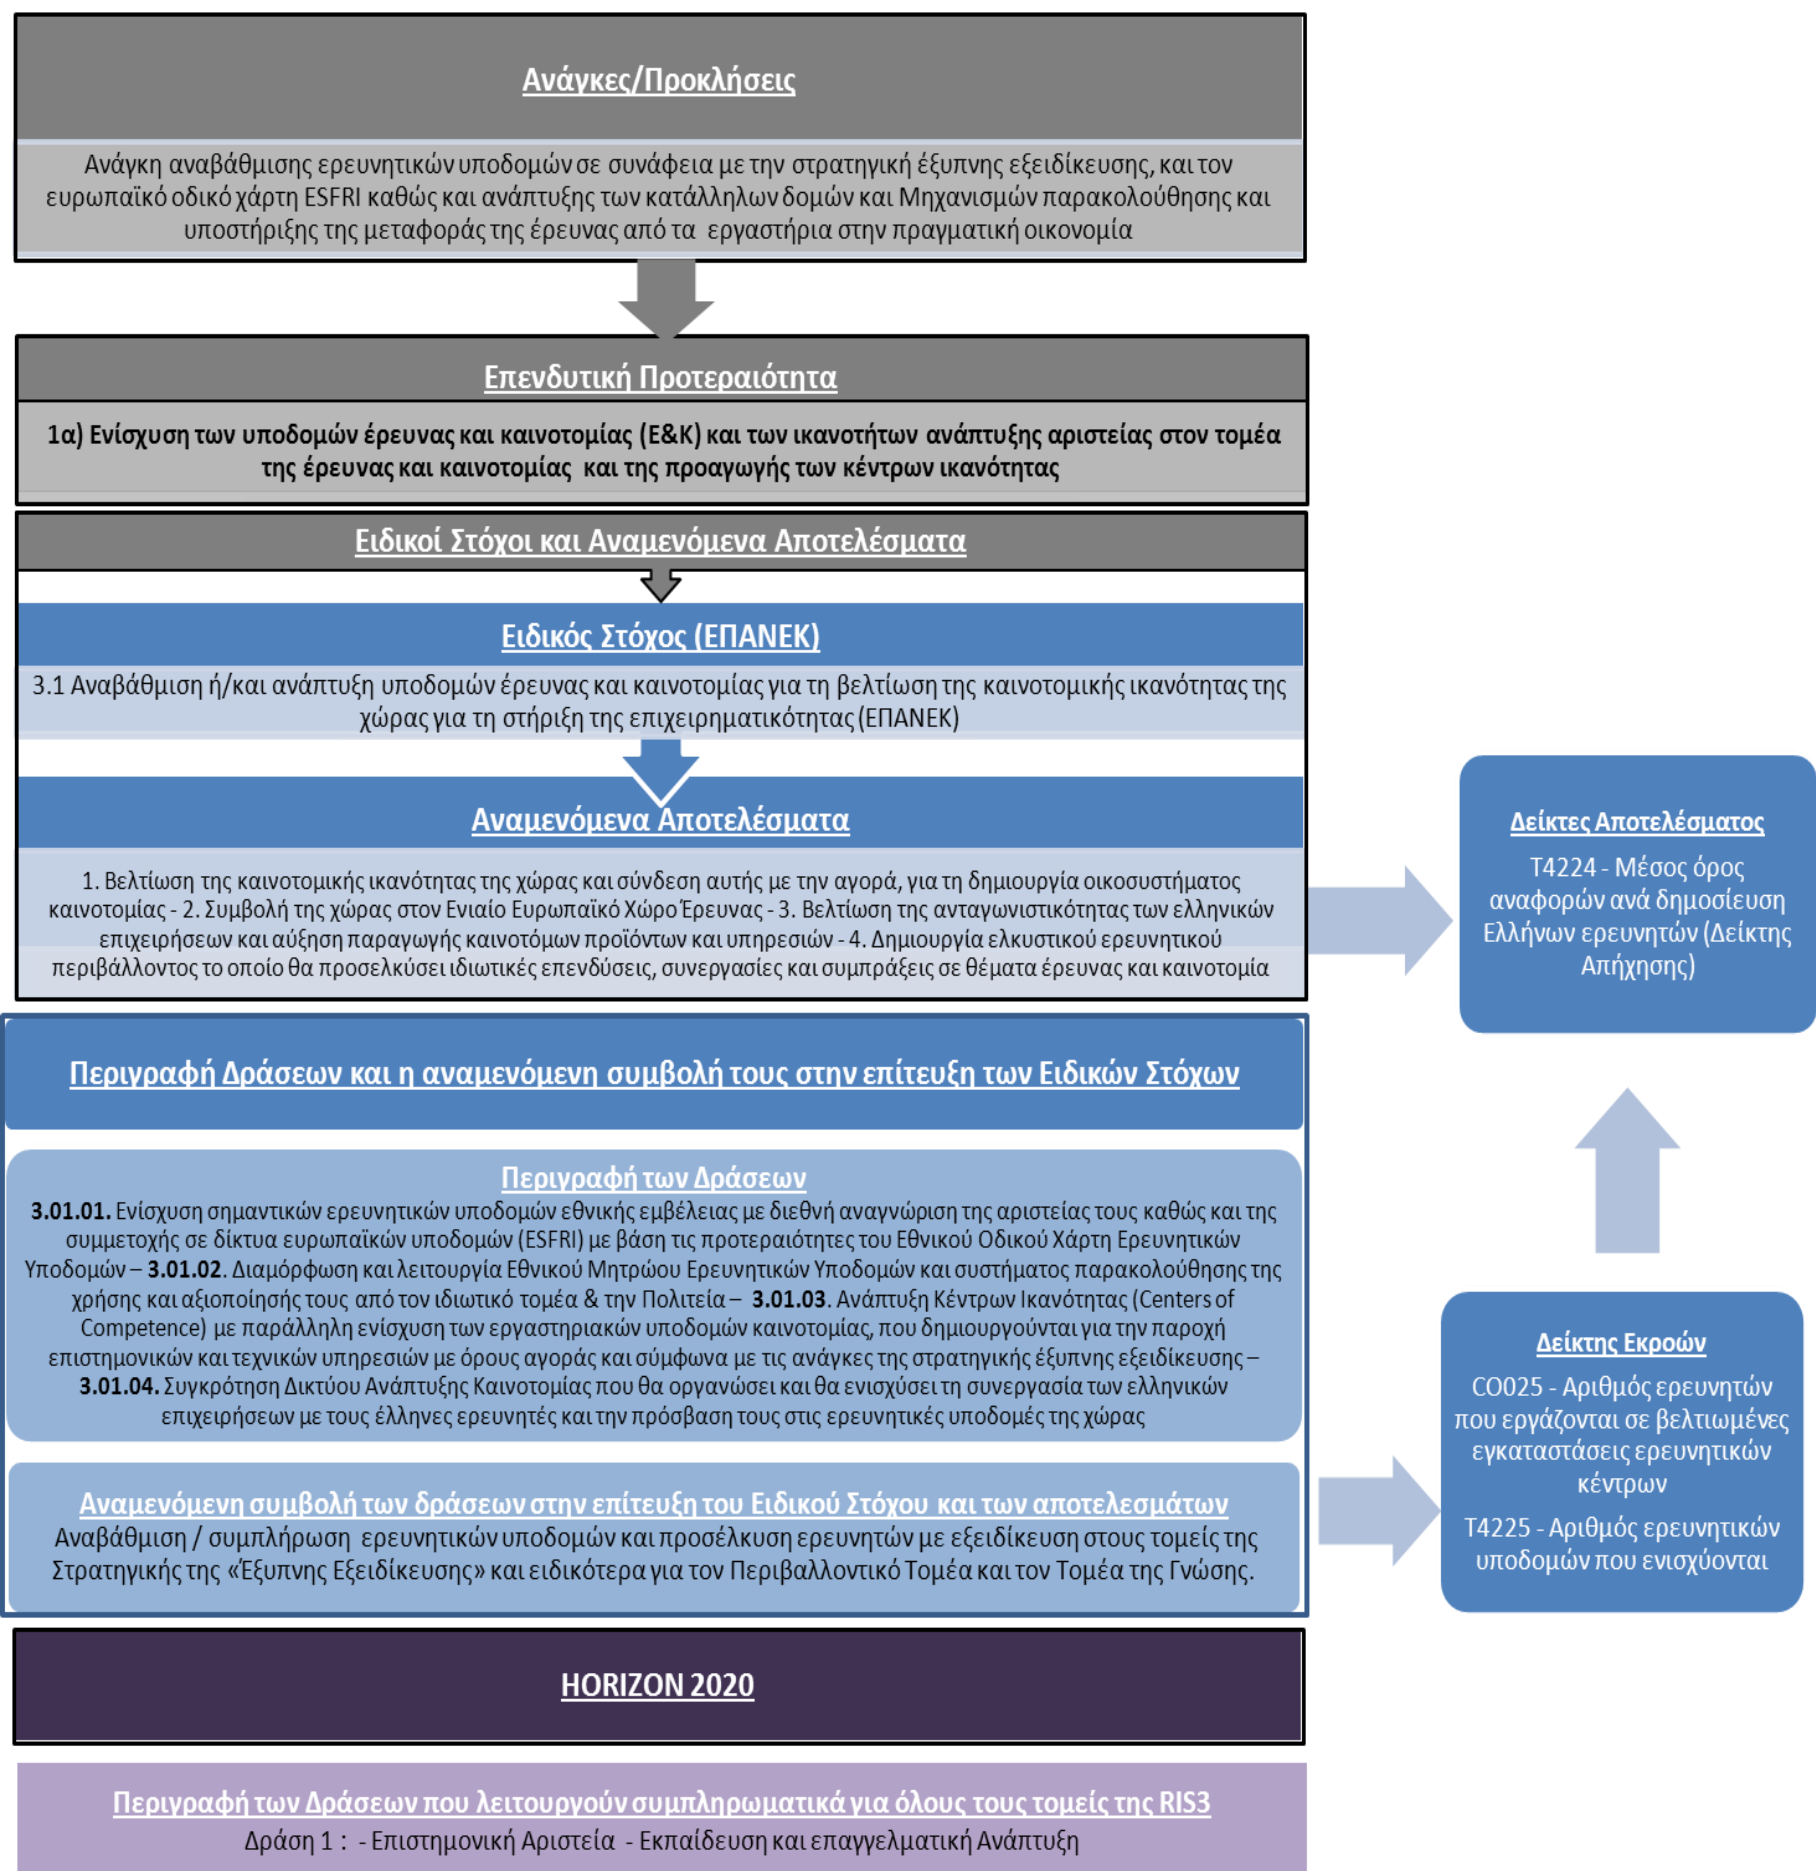 Ανάγκες/Προκλήσεις
Ανάγκη αναβάθμισης ερευνητικών υποδομών σε συνάφεια με την στρατηγική έξυπνης εξειδίκευσης, και τον
ευρωπαϊκό οδικό χάρτη ESFRI καθώς και ανάπτυξης των κατάλληλων δομών και Μηχανισμών παρακολούθησης και
υποστήριξης της μεταφοράς της έρευνας από τα εργαστήρια στην πραγματική οικονομία
Επενδυτική Προτεραιότητα
1α) Ενίσχυση των υποδομών έρευνας και καινοτομίας (Ε&Κ) και των ικανοτήτων ανάπτυξης αριστείας στον τομέα
της έρευνας και καινοτομίας και της προαγωγής των κέντρων ικανότητας
Ειδικοί Στόχοι και Αναμενόμενα Αποτελέσματα
Ειδικός Στόχος (ΕΠΑΝΕΚ)
3.1 Αναβάθμιση ή/και ανάπτυξη υποδομών έρευνας και καινοτομίας για τη βελτίωση της καινοτομικής ικανότητας της
χώρας για τη στήριξη της επιχειρηματικότητας (ΕΠΑΝΕΚ)
Αναμενόμενα Αποτελέσματα
1. Βελτίωση της καινοτομικής ικανότητας της χώρας και σύνδεση αυτής με την αγορά, για τη δημιουργία οικοσυστήματος
καινοτομίας - 2. Συμβολή της χώρας στον Ενιαίο Ευρωπαϊκό Χώρο Έρευνας - 3. Βελτίωση της ανταγωνιστικότητας των ελληνικών
επιχειρήσεων και αύξηση παραγωγής καινοτόμων προϊόντων και υπηρεσιών - 4. Δημιουργία ελκυστικού ερευνητικού
περιβάλλοντος το οποίο θα προσελκύσει ιδιωτικές επενδύσεις, συνεργασίες και συμπράξεις σε θέματα έρευνας και καινοτομία
Δείκτες Αποτελέσματος
T4224 - Μέσος όρος
αναφορών ανά δημοσίευση
Ελλήνων ερευνητών (Δείκτης
Απήχησης)
Περιγραφή Δράσεων και η αναμενόμενη συμβολή τους στην επίτευξη των Ειδικών Στόχων
Περιγραφή των Δράσεων
3.01.01. Ενίσχυση σημαντικών ερευνητικών υποδομών εθνικής εμβέλειας με διεθνή αναγνώριση της αριστείας τους καθώς και της
συμμετοχής σε δίκτυα ευρωπαϊκών υποδομών (ESFRI) με βάση τις προτεραιότητες του Εθνικού Οδικού Χάρτη Ερευνητικών
Υποδομών – 3.01.02. Διαμόρφωση και λειτουργία Εθνικού Μητρώου Ερευνητικών Υποδομών και συστήματος παρακολούθησης της
χρήσης και αξιοποίησής τους από τον ιδιωτικό τομέα & την Πολιτεία – 3.01.03. Ανάπτυξη Κέντρων Ικανότητας (Centers of
Competence) με παράλληλη ενίσχυση των εργαστηριακών υποδομών καινοτομίας, που δημιουργούνται για την παροχή
επιστημονικών και τεχνικών υπηρεσιών με όρους αγοράς και σύμφωνα με τις ανάγκες της στρατηγικής έξυπνης εξειδίκευσης –
3.01.04. Συγκρότηση Δικτύου Ανάπτυξης Καινοτομίας που θα οργανώσει και θα ενισχύσει τη συνεργασία των ελληνικών
επιχειρήσεων με τους έλληνες ερευνητές και την πρόσβαση τους στις ερευνητικές υποδομές της χώρας
Αναμενόμενη συμβολή των δράσεων στην επίτευξη του Ειδικού Στόχου και των αποτελεσμάτων
Αναβάθμιση / συμπλήρωση ερευνητικών υποδομών και προσέλκυση ερευνητών με εξειδίκευση στους τομείς της
Στρατηγικής της «Έξυπνης Εξειδίκευσης» και ειδικότερα για τον Περιβαλλοντικό Τομέα και τον Τομέα της Γνώσης.
Δείκτης Εκροών
CO025 - Αριθμός ερευνητών
που εργάζονται σε βελτιωμένες
εγκαταστάσεις ερευνητικών
κέντρων
T4225 - Αριθμός ερευνητικών
υποδομών που ενισχύονται
HORIZON 2020
Περιγραφή των Δράσεων που λειτουργούν συμπληρωματικά για όλους τους τομείς της RIS3
Δράση 1 : - Επιστημονική Αριστεία - Εκπαίδευση και επαγγελματική Ανάπτυξη